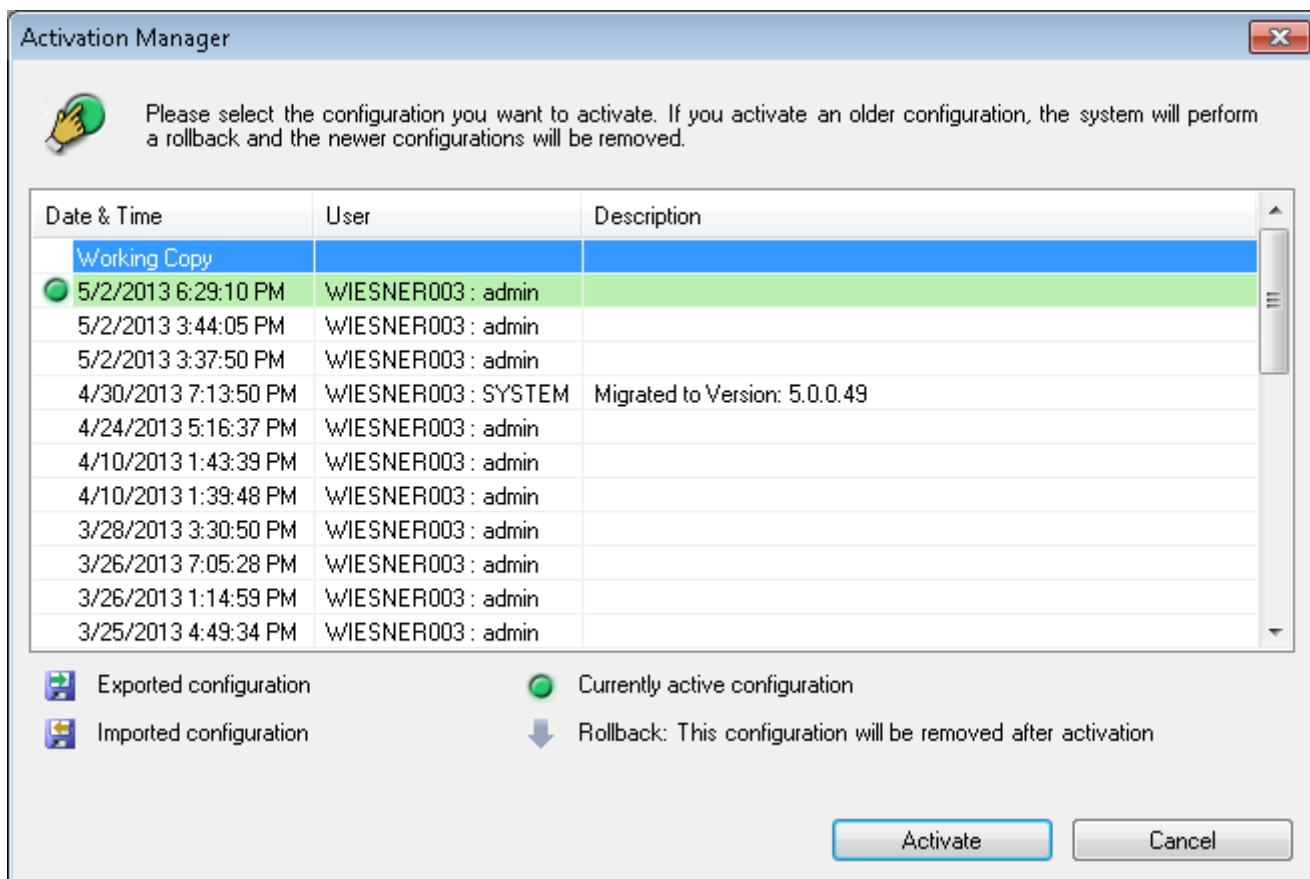 Activation Manager
Please select the configuration you want to activate. If you activate an older configuration, the system will perform
a rollback and the newer configurations will be removed.
Date & Time User Description
Working Copy
5/2/2013 6:29:10 PM WIESNER003 : admin
5/2/2013 3:44:05 PM WIESNER003 : admin
5/2/2013 3:37:50 PM WIESNER003 : admin
4/30/2013 7:13:50 PM WIESNER003 : SYSTEM Migrated to Version: 5.0.0.49
4/24/2013 5:16:37 PM WIESNER003 : admin
4/10/2013 1:43:39 PM WIESNER003 : admin
4/10/2013 1:39:48 PM WIESNER003 : admin
3/28/2013 3:30:50 PM WIESNER003 : admin
3/26/2013 7:05:28 PM WIESNER003 : admin
3/26/2013 1:14:59 PM WIESNER003 : admin
3/25/2013 4:49:34 PM WIESNER003 : admin
Exported configuration Currently active configuration
Imported configuration Rollback: This configuration will be removed after activation
Activate Cancel